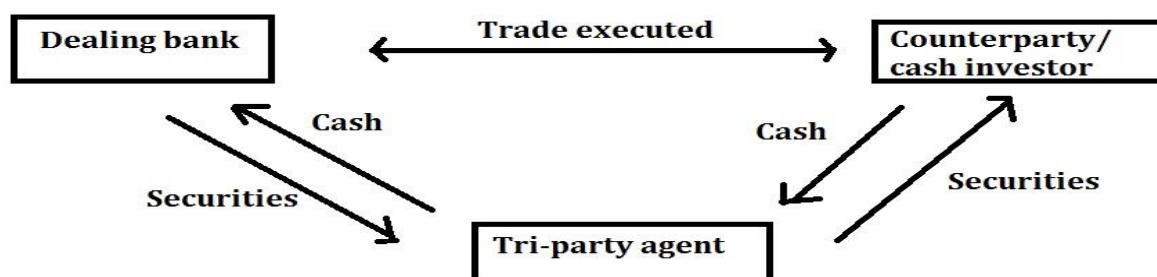 Dealing bank
Trade executed
Counterparty/
cash investor
Cash
Cash
Securities
Securities
Tri-party agent